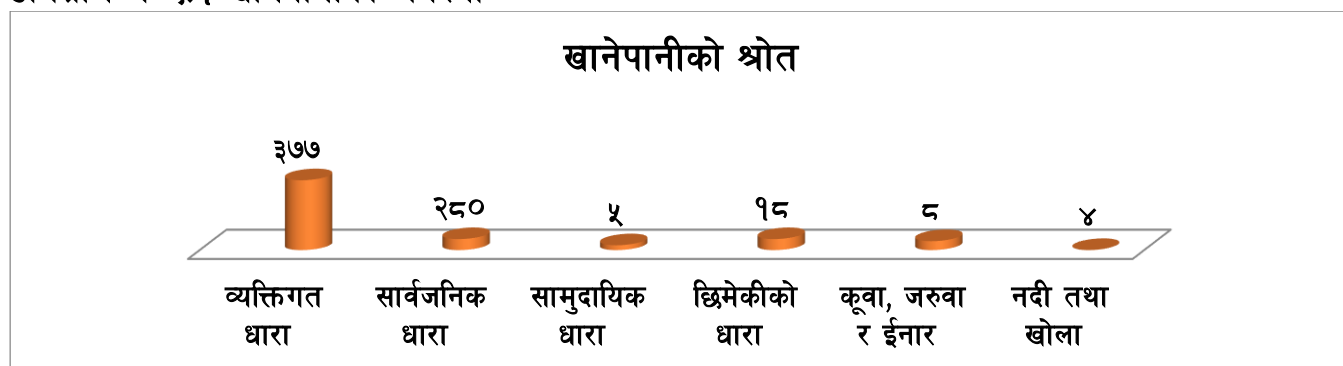 खानेपानीको श्रोत
३७७
२८०
५
१८
८
४
व्यक्तिगत धारा
सार्वजनिक धारा
सामुदायिक धारा
छिमेकीको धारा
कूवा, जरुवा र ईनार
नदी तथा खोला